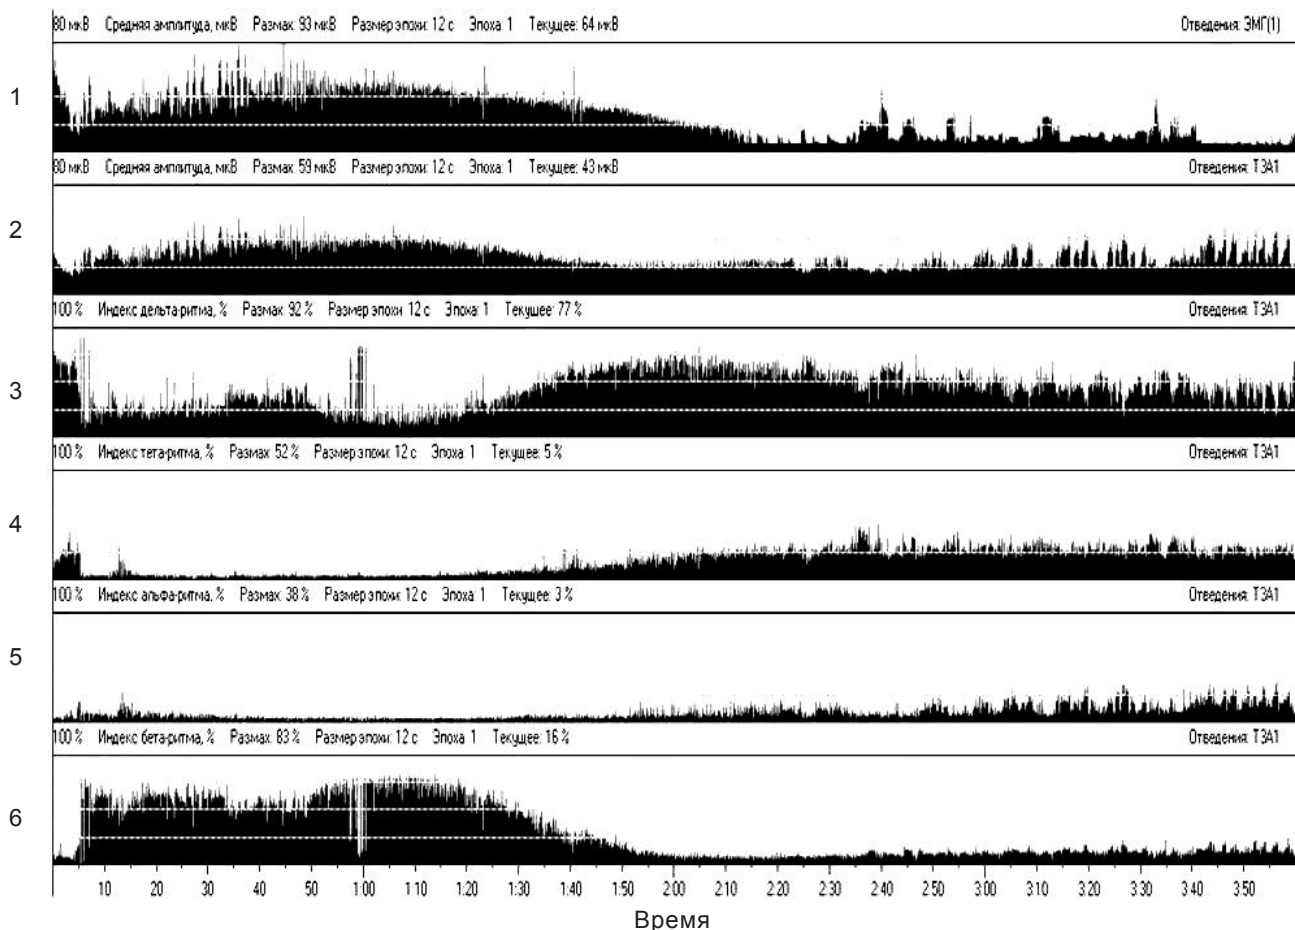 80 мкВ Средняя амплитуда, мкВ Размах: 93 мкВ Размер эпохи: 12 с Эпоха: 1 Текущее: 64 мкВ Отведения: ЭМГ(1)
1
80 мкВ Средняя амплитуда, мкВ Размах: 59 мкВ Размер эпохи: 12 с Эпоха: 1 Текущее: 43 мкВ Отведения: T3A1
2
100 % Индекс дельта-ритма, % Размах: 92 % Размер эпохи: 12 с Эпоха: 1 Текущее: 77 % Отведения: T3A1
3
100 % Индекс тета-ритма, % Размах: 52 % Размер эпохи: 12 с Эпоха: 1 Текущее: 5 % Отведения: T3A1
4
100 % Индекс альфа-ритма, % Размах: 38 % Размер эпохи: 12 с Эпоха: 1 Текущее: 3 % Отведения: T3A1
5
100 % Индекс бета-ритма, % Размах: 83 % Размер эпохи: 12 с Эпоха: 1 Текущее: 16 % Отведения: T3A1
6
10 20 30 40 50 1:00 1:10 1:20 1:30 1:40 1:50 2:00 2:10 2:20 2:30 2:40 2:50 3:00 3:10 3:20 3:30 3:40 3:50
Время